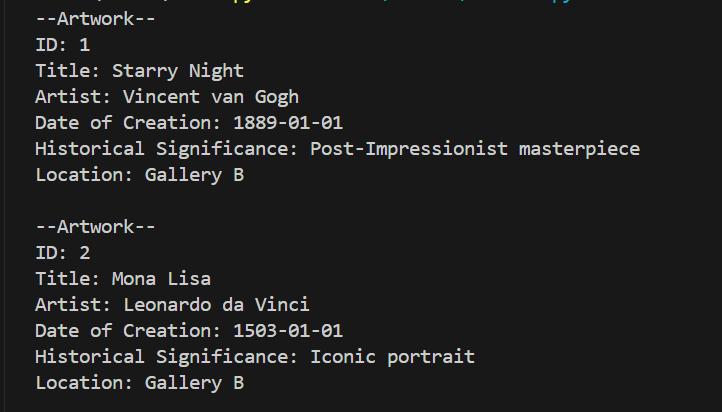 --Artwork--
ID: 1
Title: Starry Night
Artist: Vincent van Gogh
Date of Creation: 1889-01-01
Historical Significance: Post-Impressionist masterpiece
Location: Gallery B

--Artwork--
ID: 2
Title: Mona Lisa
Artist: Leonardo da Vinci
Date of Creation: 1503-01-01
Historical Significance: Iconic portrait
Location: Gallery B